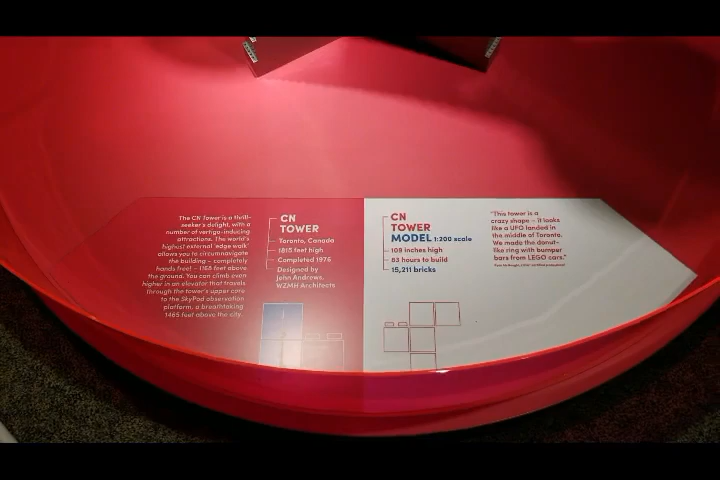 The CN Tower is a thrill-
seeker's delight, with a
number of vertigo-inducing
attractions. The world's
highest external 'edge walk'
allows you to circumnavigate
the building – completely
hands free! – 1168 feet above
the ground. You can climb even
higher in an elevator that travels
through the tower's upper core
to the SkyPod observation
platform, a breathtaking
1465 feet above the city.
CN
TOWER
Toronto, Canada
1815 feet high
Completed 1976
Designed by
John Andrews,
WZMH Architects
CN
TOWER
MODEL 1:200 scale
109 inches high
83 hours to build
15,211 bricks
"This tower is a
crazy shape – it looks
like a UFO landed in
the middle of Toronto.
We made the donut-
like ring with bumper
bars from LEGO cars."